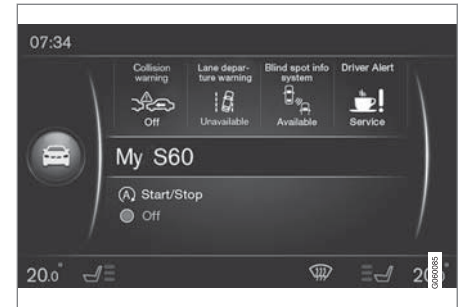 07:34
Collision warning
Off
Lane depar-
ture warning
Unavailable
Blind spot info
system
Available
Driver Alert
Service
My S60
A Start/Stop
Off
20.0°
G060085